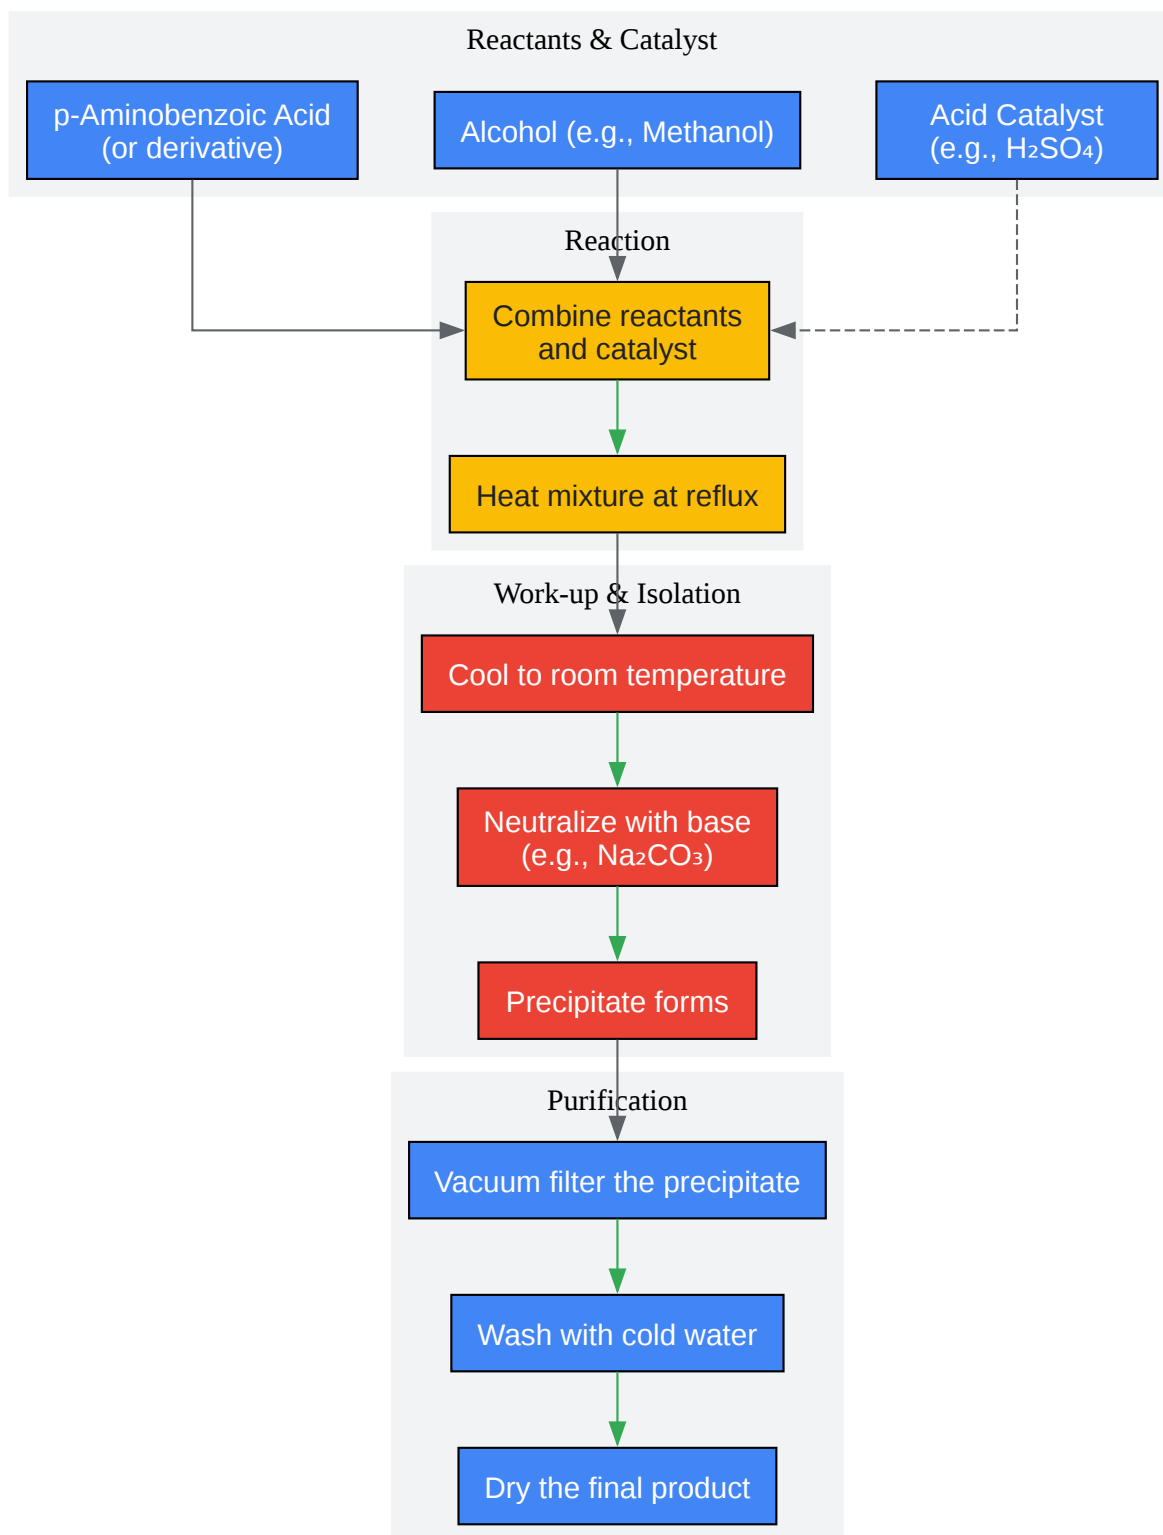 Reactants & Catalyst
p-Aminobenzoic Acid
(or derivative)
Alcohol (e.g., Methanol)
Acid Catalyst
(e.g., H₂SO₄)
Reaction
Combine reactants
and catalyst
Heat mixture at reflux
Work-up & Isolation
Cool to room temperature
Neutralize with base
(e.g., Na₂CO₃)
Precipitate forms
Purification
Vacuum filter the precipitate
Wash with cold water
Dry the final product